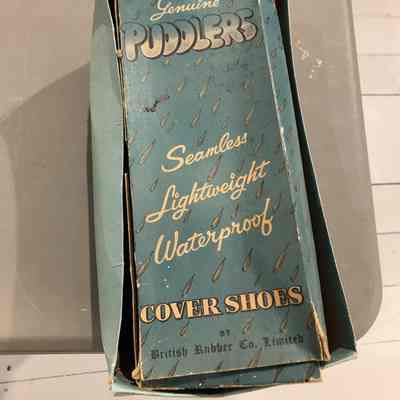 Genuine
PUDDLERS
Seamless
Lightweight
Waterproof
COVER SHOES
BY
British Rubber Co. Limited